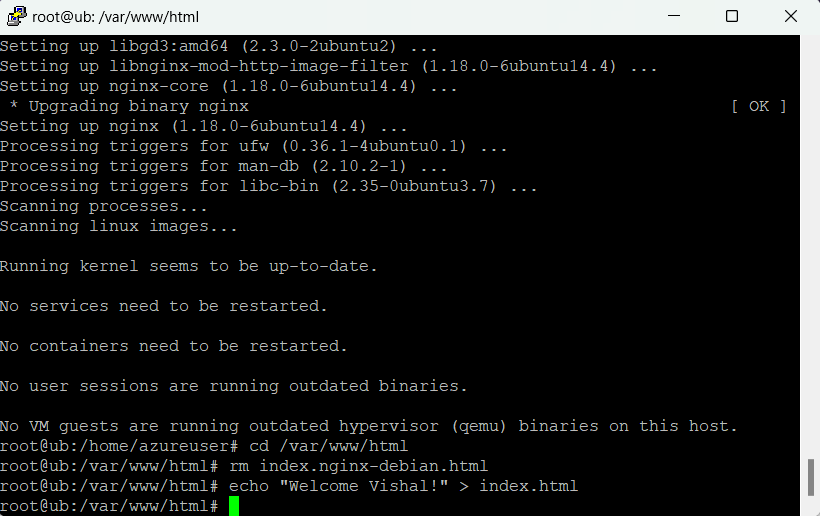 root@ub: /var/www/html
Setting up libgd3:amd64 (2.3.0-2ubuntu2) ...
Setting up libnginx-mod-http-image-filter (1.18.0-6ubuntu14.4) ...
Setting up nginx-core (1.18.0-6ubuntu14.4) ...
 * Upgrading binary nginx [ OK ]
Setting up nginx (1.18.0-6ubuntu14.4) ...
Processing triggers for ufw (0.36.1-4ubuntu0.1) ...
Processing triggers for man-db (2.10.2-1) ...
Processing triggers for libc-bin (2.35-0ubuntu3.7) ...
Scanning processes...
Scanning linux images...
Running kernel seems to be up-to-date.
No services need to be restarted.
No containers need to be restarted.
No user sessions are running outdated binaries.
No VM guests are running outdated hypervisor (qemu) binaries on this host.
root@ub:/home/azureuser# cd /var/www/html
root@ub:/var/www/html# rm index.nginx-debian.html
root@ub:/var/www/html# echo "Welcome Vishal!" > index.html
root@ub:/var/www/html#